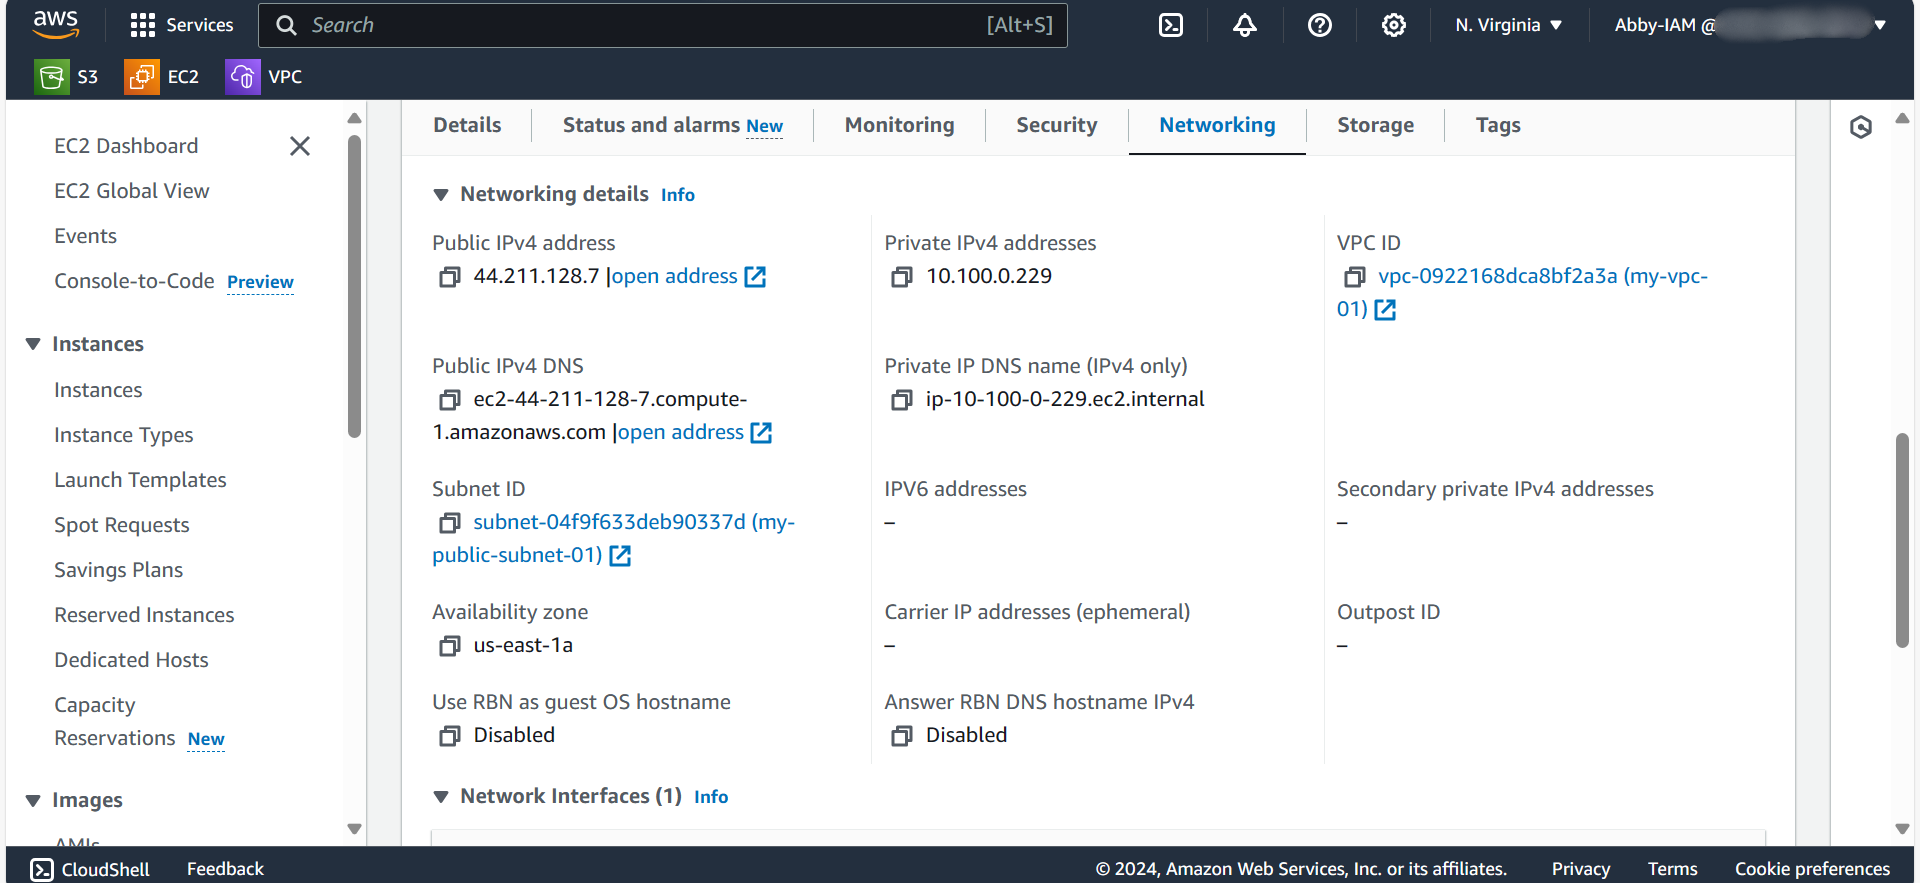 aws
Services
Search
[Alt+S]
N. Virginia
Abby-IAM @
S3
EC2
VPC
EC2 Dashboard
EC2 Global View
Events
Console-to-Code Preview
Instances
Instances
Instance Types
Launch Templates
Spot Requests
Savings Plans
Reserved Instances
Dedicated Hosts
Capacity
Reservations New
Images
AMIs
Details
Status and alarms New
Monitoring
Security
Networking
Storage
Tags
Networking details Info
Public IPv4 address
44.211.128.7 |open address
Private IPv4 addresses
10.100.0.229
VPC ID
vpc-0922168dca8bf2a3a (my-vpc-
01)
Public IPv4 DNS
ec2-44-211-128-7.compute-
1.amazonaws.com |open address
Private IP DNS name (IPv4 only)
ip-10-100-0-229.ec2.internal
Subnet ID
subnet-04f9f633deb90337d (my-
public-subnet-01)
IPV6 addresses
–
Secondary private IPv4 addresses
–
Availability zone
us-east-1a
Carrier IP addresses (ephemeral)
–
Outpost ID
–
Use RBN as guest OS hostname
Disabled
Answer RBN DNS hostname IPv4
Disabled
Network Interfaces (1) Info
CloudShell
Feedback
© 2024, Amazon Web Services, Inc. or its affiliates.
Privacy
Terms
Cookie preferences